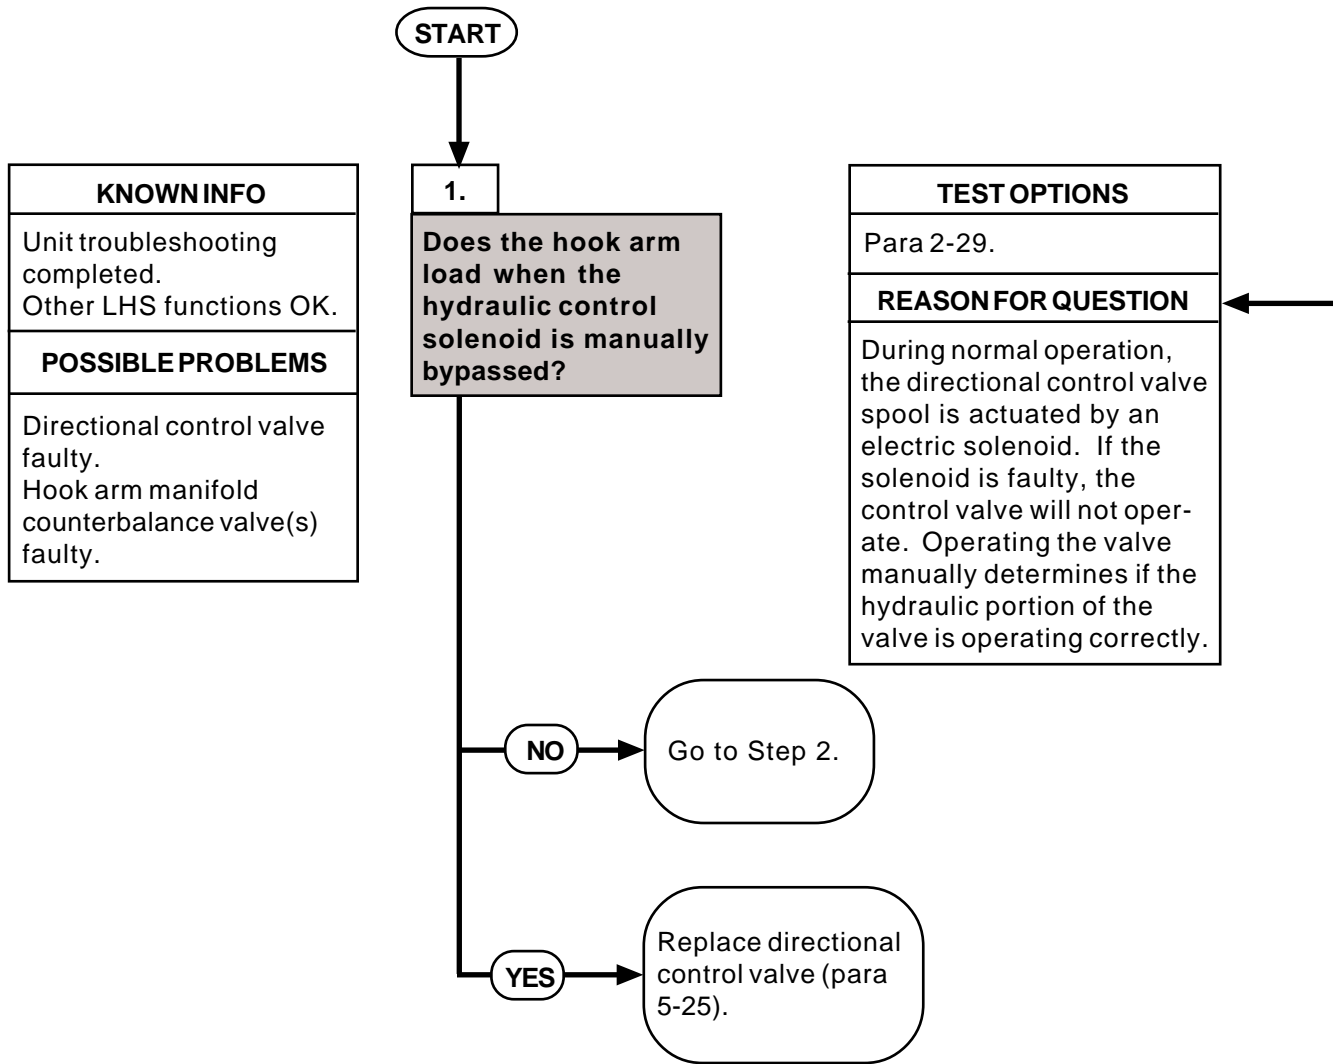 START
KNOWN INFO
Unit troubleshooting
completed.
Other LHS functions OK.
POSSIBLE PROBLEMS
Directional control valve
faulty.
Hook arm manifold
counterbalance valve(s)
faulty.
1.
Does the hook arm
load when the
hydraulic control
solenoid is manually
bypassed?
TEST OPTIONS
Para 2-29.
REASON FOR QUESTION
During normal operation,
the directional control valve
spool is actuated by an
electric solenoid. If the
solenoid is faulty, the
control valve will not oper-
ate. Operating the valve
manually determines if the
hydraulic portion of the
valve is operating correctly.
NO
Go to Step 2.
YES
Replace directional
control valve (para
5-25).